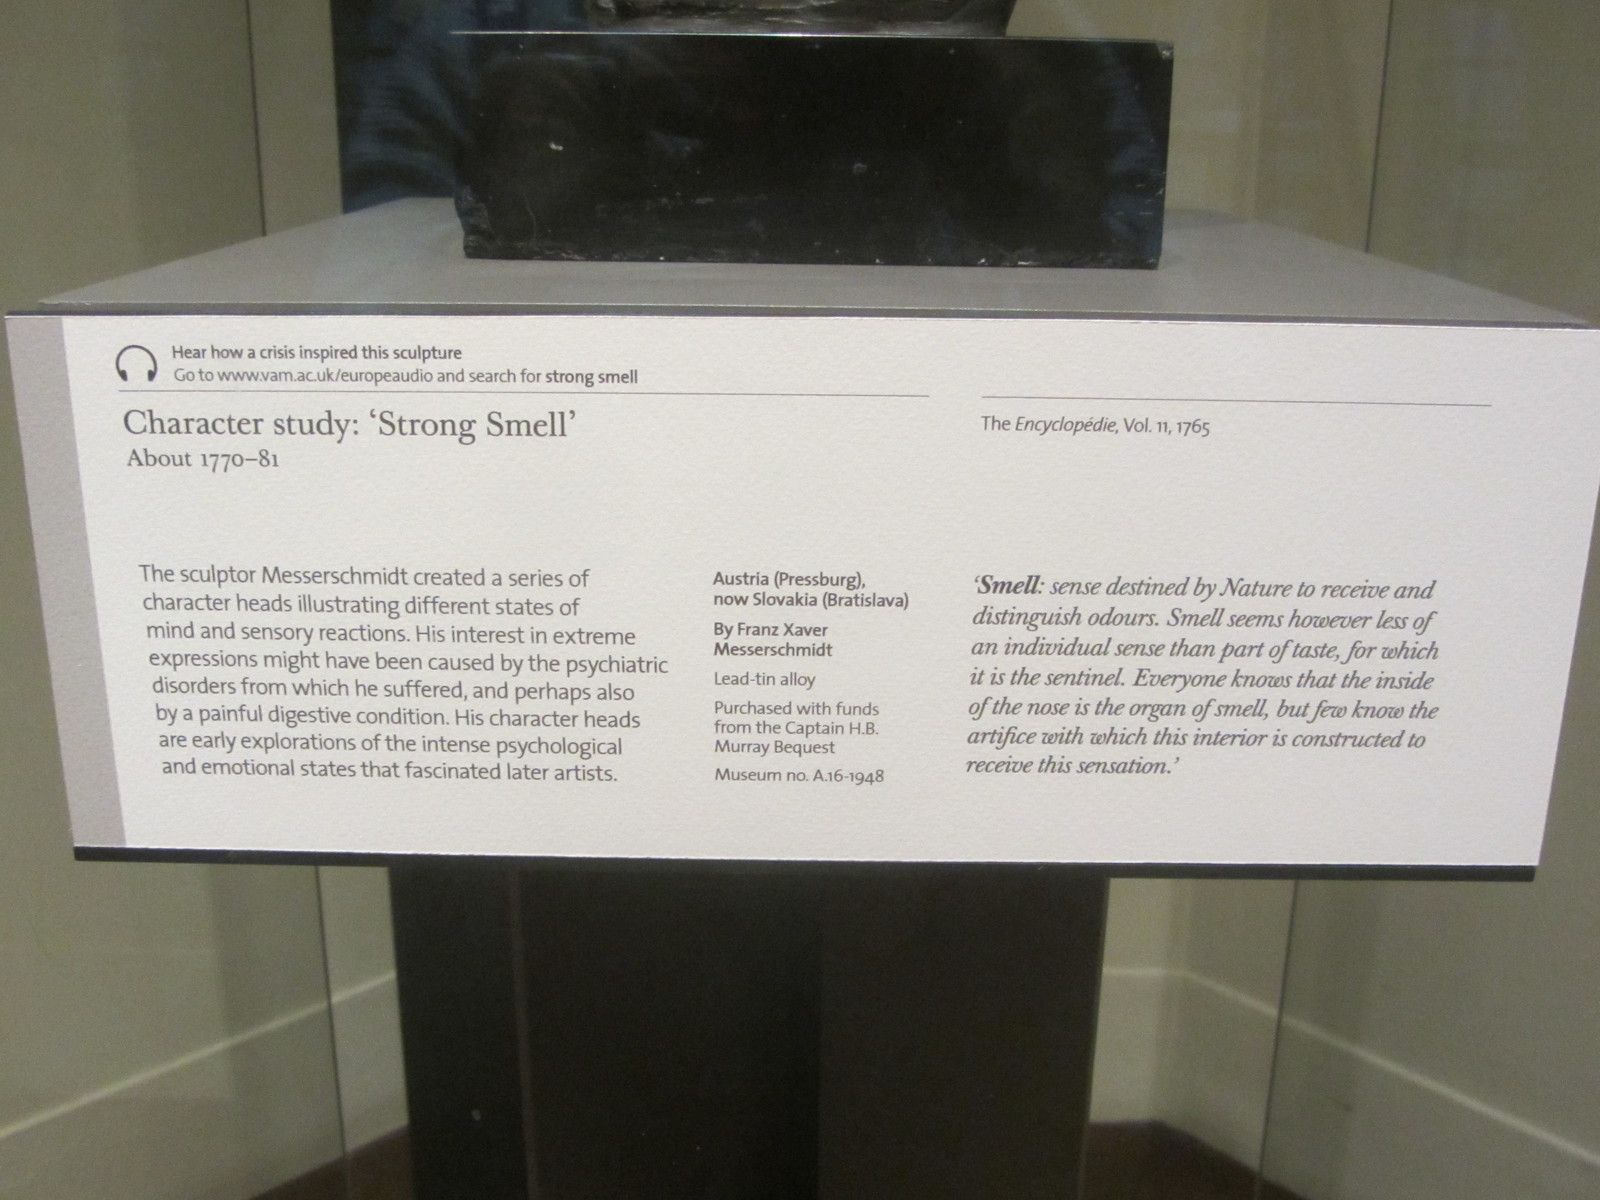 Hear how a crisis inspired this sculpture
Go to www.vam.ac.uk/europeaudio and search for strong smell
Character study: ‘Strong Smell’
About 1770–81
The sculptor Messerschmidt created a series of
character heads illustrating different states of
mind and sensory reactions. His interest in extreme
expressions might have been caused by the psychiatric
disorders from which he suffered, and perhaps also
by a painful digestive condition. His character heads
are early explorations of the intense psychological
and emotional states that fascinated later artists.
Austria (Pressburg),
now Slovakia (Bratislava)
By Franz Xaver
Messerschmidt
Lead-tin alloy
Purchased with funds
from the Captain H.B.
Murray Bequest
Museum no. A.16-1948
The Encyclopédie, Vol. 11, 1765
‘Smell: sense destined by Nature to receive and
distinguish odours. Smell seems however less of
an individual sense than part of taste, for which
it is the sentinel. Everyone knows that the inside
of the nose is the organ of smell, but few know the
artifice with which this interior is constructed to
receive this sensation.’